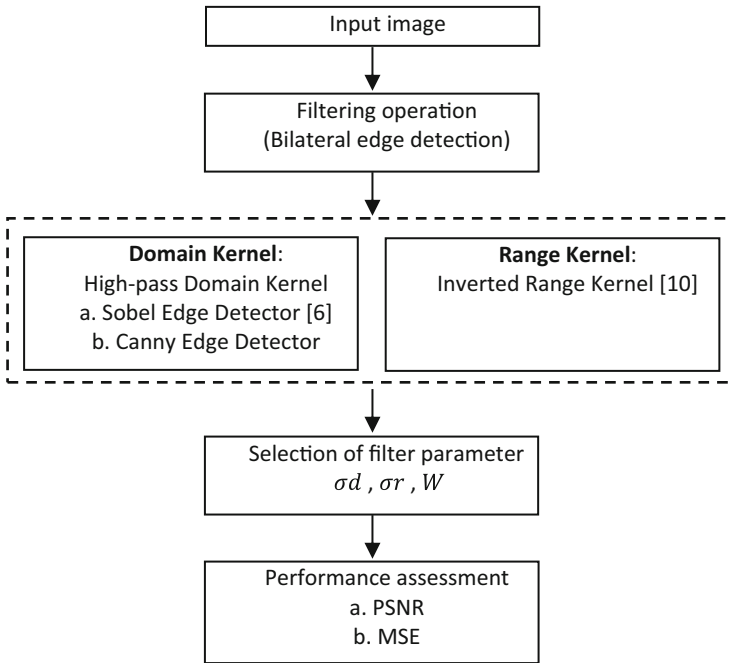 Input image
Filtering operation
(Bilateral edge detection)
Domain Kernel:
High-pass Domain Kernel
a. Sobel Edge Detector [6]
b. Canny Edge Detector
Range Kernel:
Inverted Range Kernel [10]
Selection of filter parameter
σd , σr , W
Performance assessment
a. PSNR
b. MSE